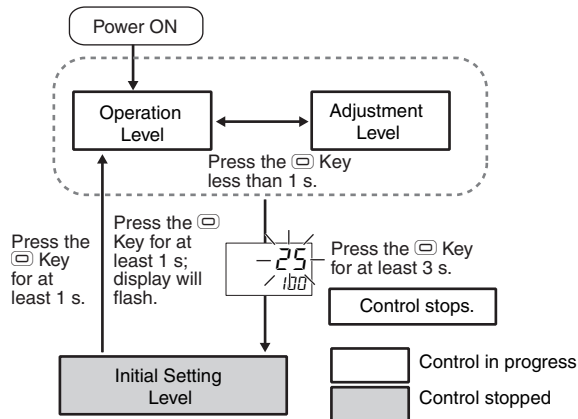 Power ON
Operation
Level
Adjustment
Level
Press the Key
less than 1 s.
Press the
Key
for at
least 1 s.
Press the
Key for at
least 1 s;
display will
flash.
25
100
Press the Key
for at least 3 s.
Control stops.
Initial Setting
Level
Control in progress
Control stopped